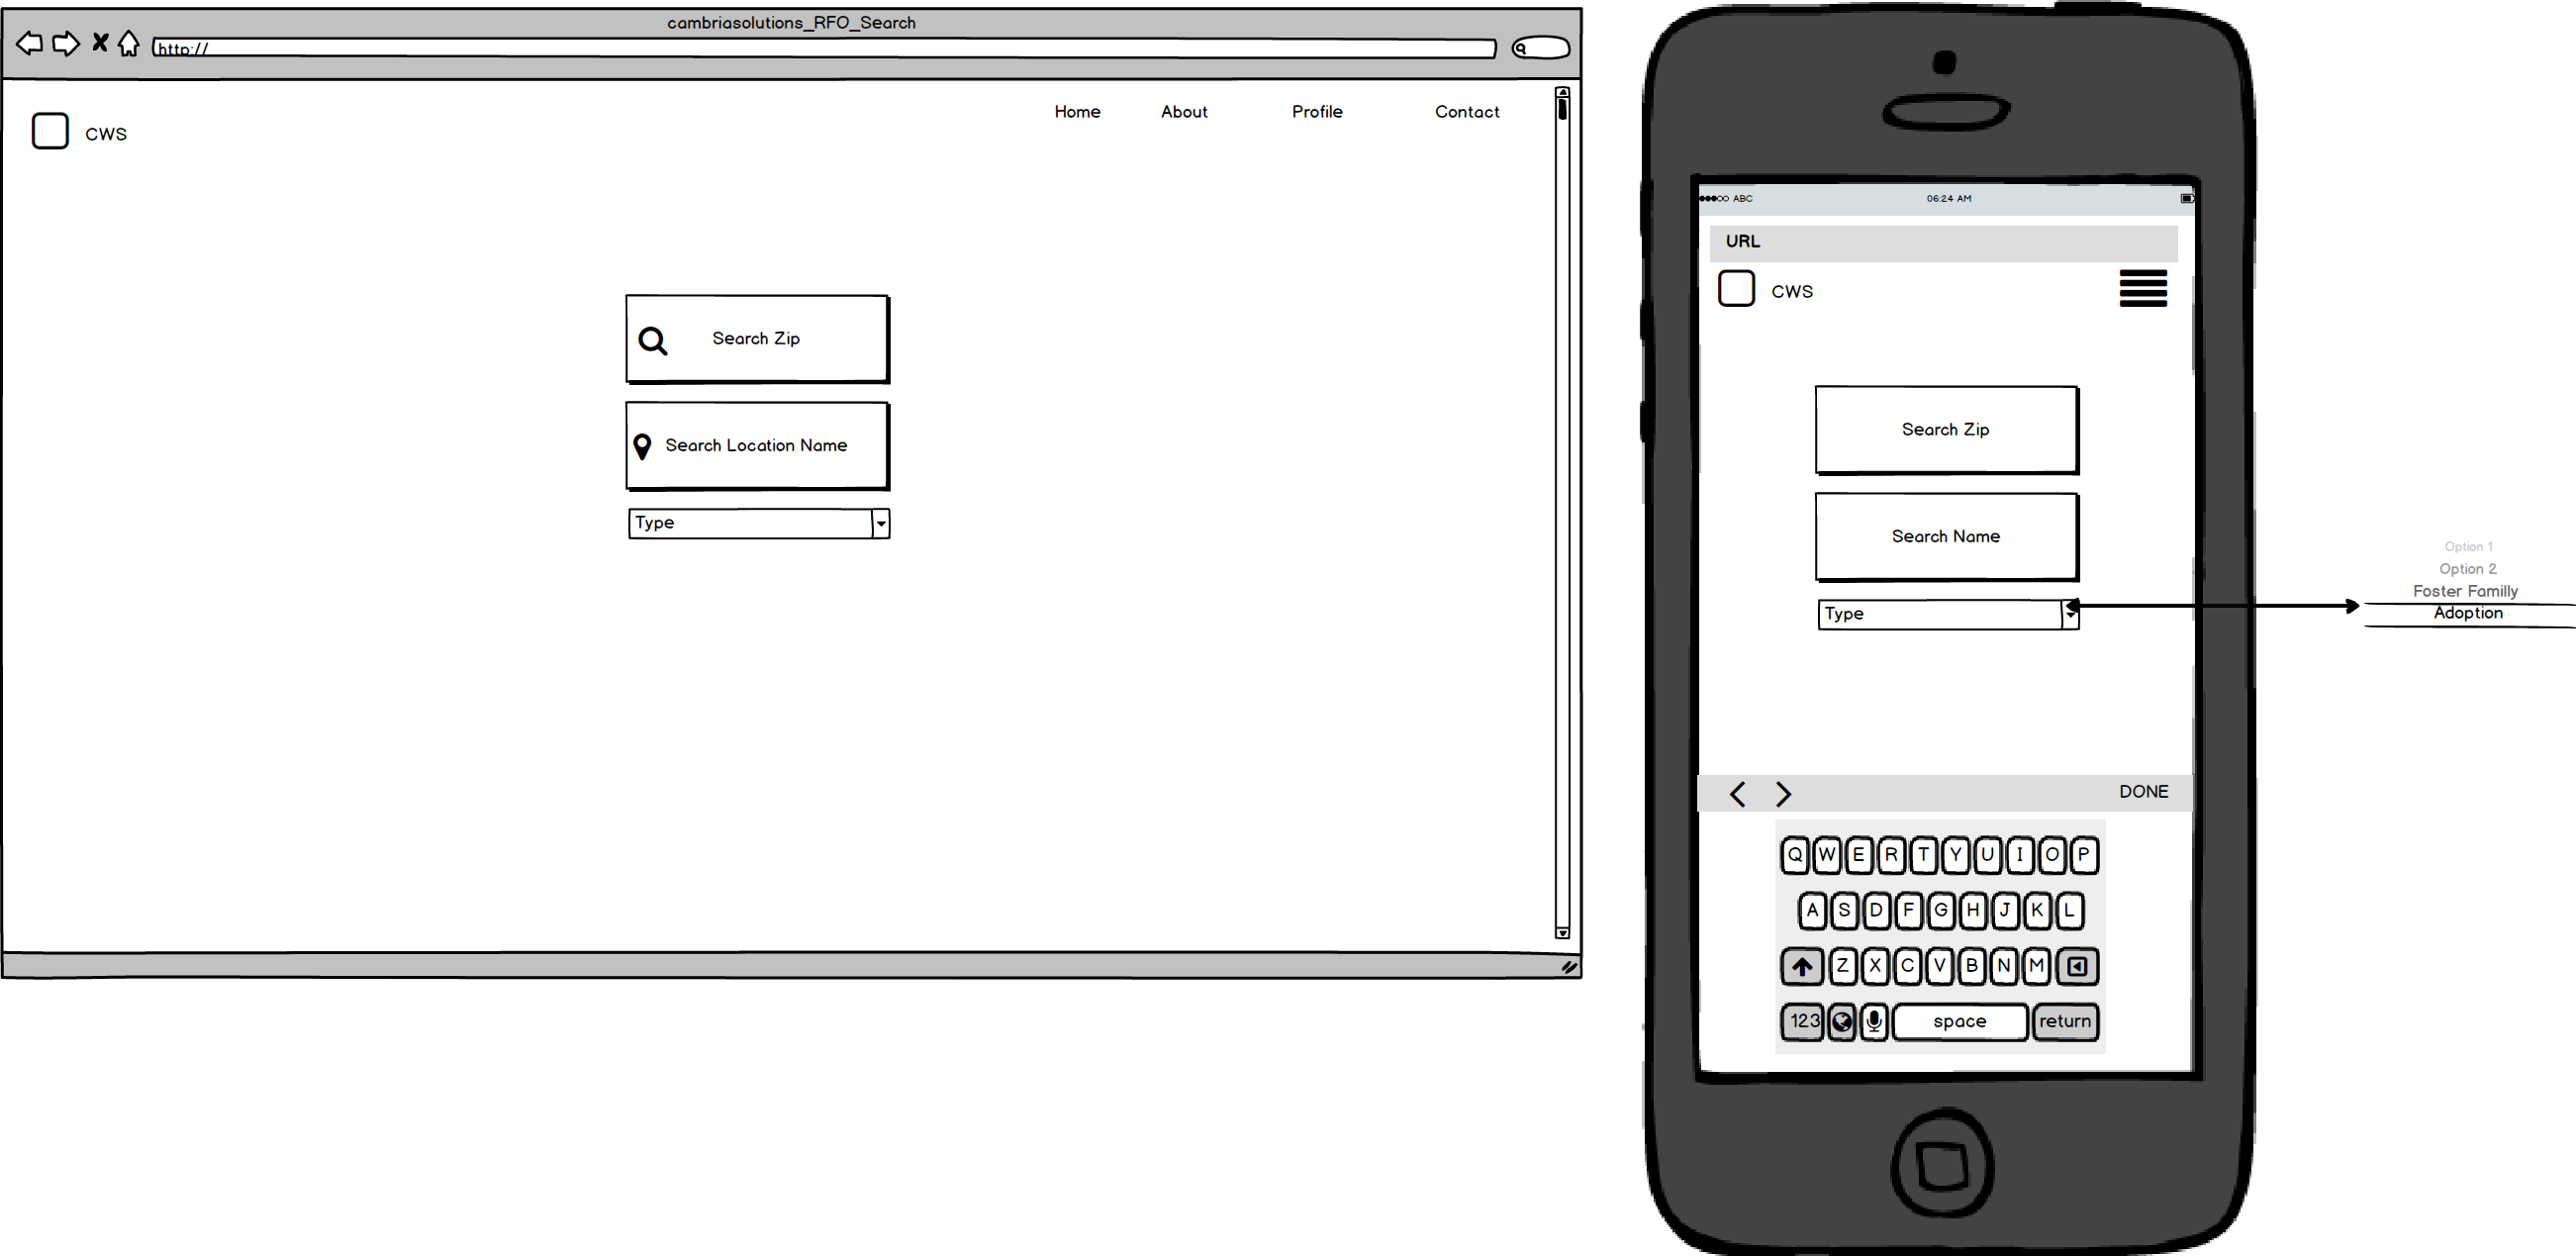 cambriasolutions_RFO_Search
http://
Home About Profile Contact
CWS
Search Zip
Search Location Name
Type
ABC 06:24 AM
URL
CWS
Search Zip
Search Name
Type
DONE
Q W E R T Y U I O P
A S D F G H J K L
Z X C V B N M
123 space return
Option 1
Option 2
Foster Familly
Adoption